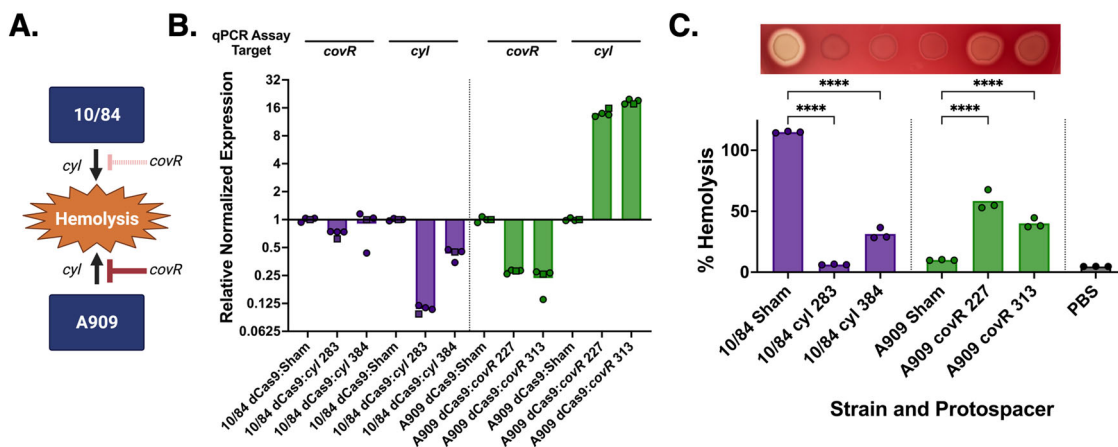 A.
10/84
cyl
covR
Hemolysis
cyl
covR
A909
B.
qPCR Assay
Target
covR
cyl
covR
cyl
Relative Normalized Expression
32
16
8
4
2
1
0.5
0.25
0.125
0.0625
10/84 dCas9:Sham
10/84 dCas9:cyl 283
10/84 dCas9:cyl 384
10/84 dCas9:Sham
10/84 dCas9:cyl 283
10/84 dCas9:cyl 384
A909 dCas9:Sham
A909 dCas9:covR 227
A909 dCas9:covR 313
A909 dCas9:Sham
A909 dCas9:covR 227
A909 dCas9:covR 313
C.
****
****
****
****
% Hemolysis
100
50
0
10/84 Sham
10/84 cyl 283
10/84 cyl 384
A909 Sham
A909 covR 227
A909 covR 313
PBS
Strain and Protospacer